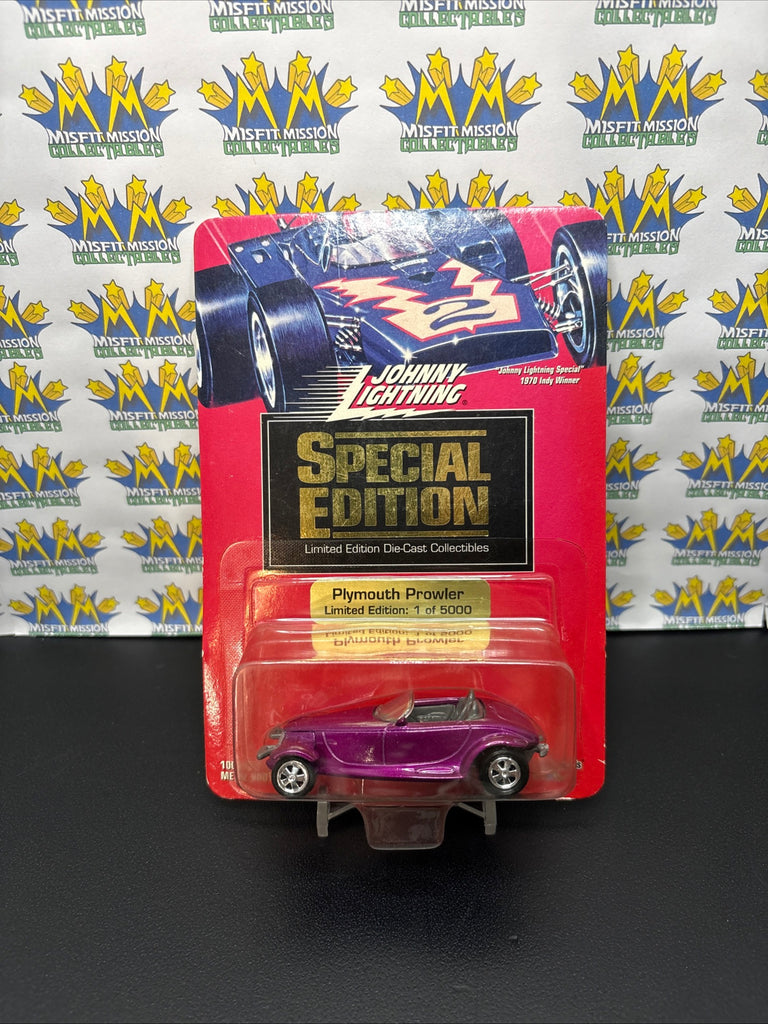 MISFIT MISSION
COLLECTABLES
2
JOHNNY
LIGHTNING®
"Johnny Lightning Special"
1970 Indy Winner
SPECIAL
EDITION
Limited Edition Die-Cast Collectibles
Plymouth Prowler
Limited Edition: 1 of 5000